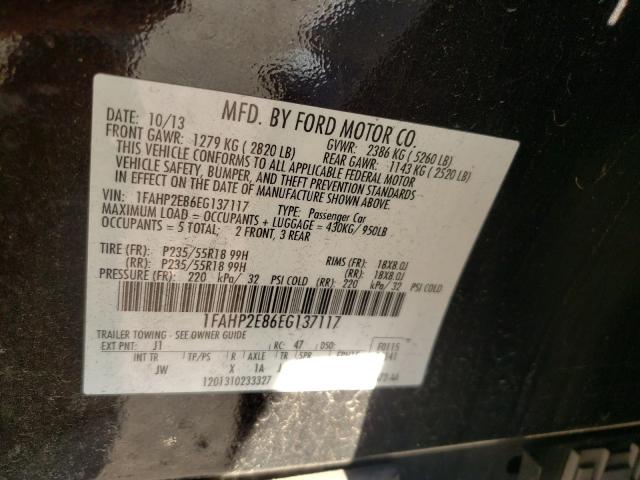 MFD. BY FORD MOTOR CO.
DATE: 10/13
GVWR: 2386 KG ( 5260 LB)
FRONT GAWR: 1279 KG ( 2820 LB)
REAR GAWR: 1143 KG ( 2520 LB)
THIS VEHICLE CONFORMS TO ALL APPLICABLE FEDERAL MOTOR
VEHICLE SAFETY, BUMPER, AND THEFT PREVENTION STANDARDS
IN EFFECT ON THE DATE OF MANUFACTURE SHOWN ABOVE.
VIN: 1FAHP2E86EG137117
TYPE: Passenger Car
MAXIMUM LOAD = OCCUPANTS + LUGGAGE = 430KG/ 950LB
OCCUPANTS = 5 TOTAL; 2 FRONT, 3 REAR
TIRE (FR): P235/55R18 99H RIMS (FR): 18X8.0J
(RR): P235/55R18 99H (RR): 18X8.0J
PRESSURE (FR): 220 kPa/ 32 PSI COLD (RR): 220 kPa/ 32 PSI COLD
1FAHP2E86EG137117
TRAILER TOWING - SEE OWNER GUIDE
EXT PNT: J1 RC: 47 DSO: F0115
INT TR TP/PS R AXLE TR SPR
JW X 1A J
1201310233327